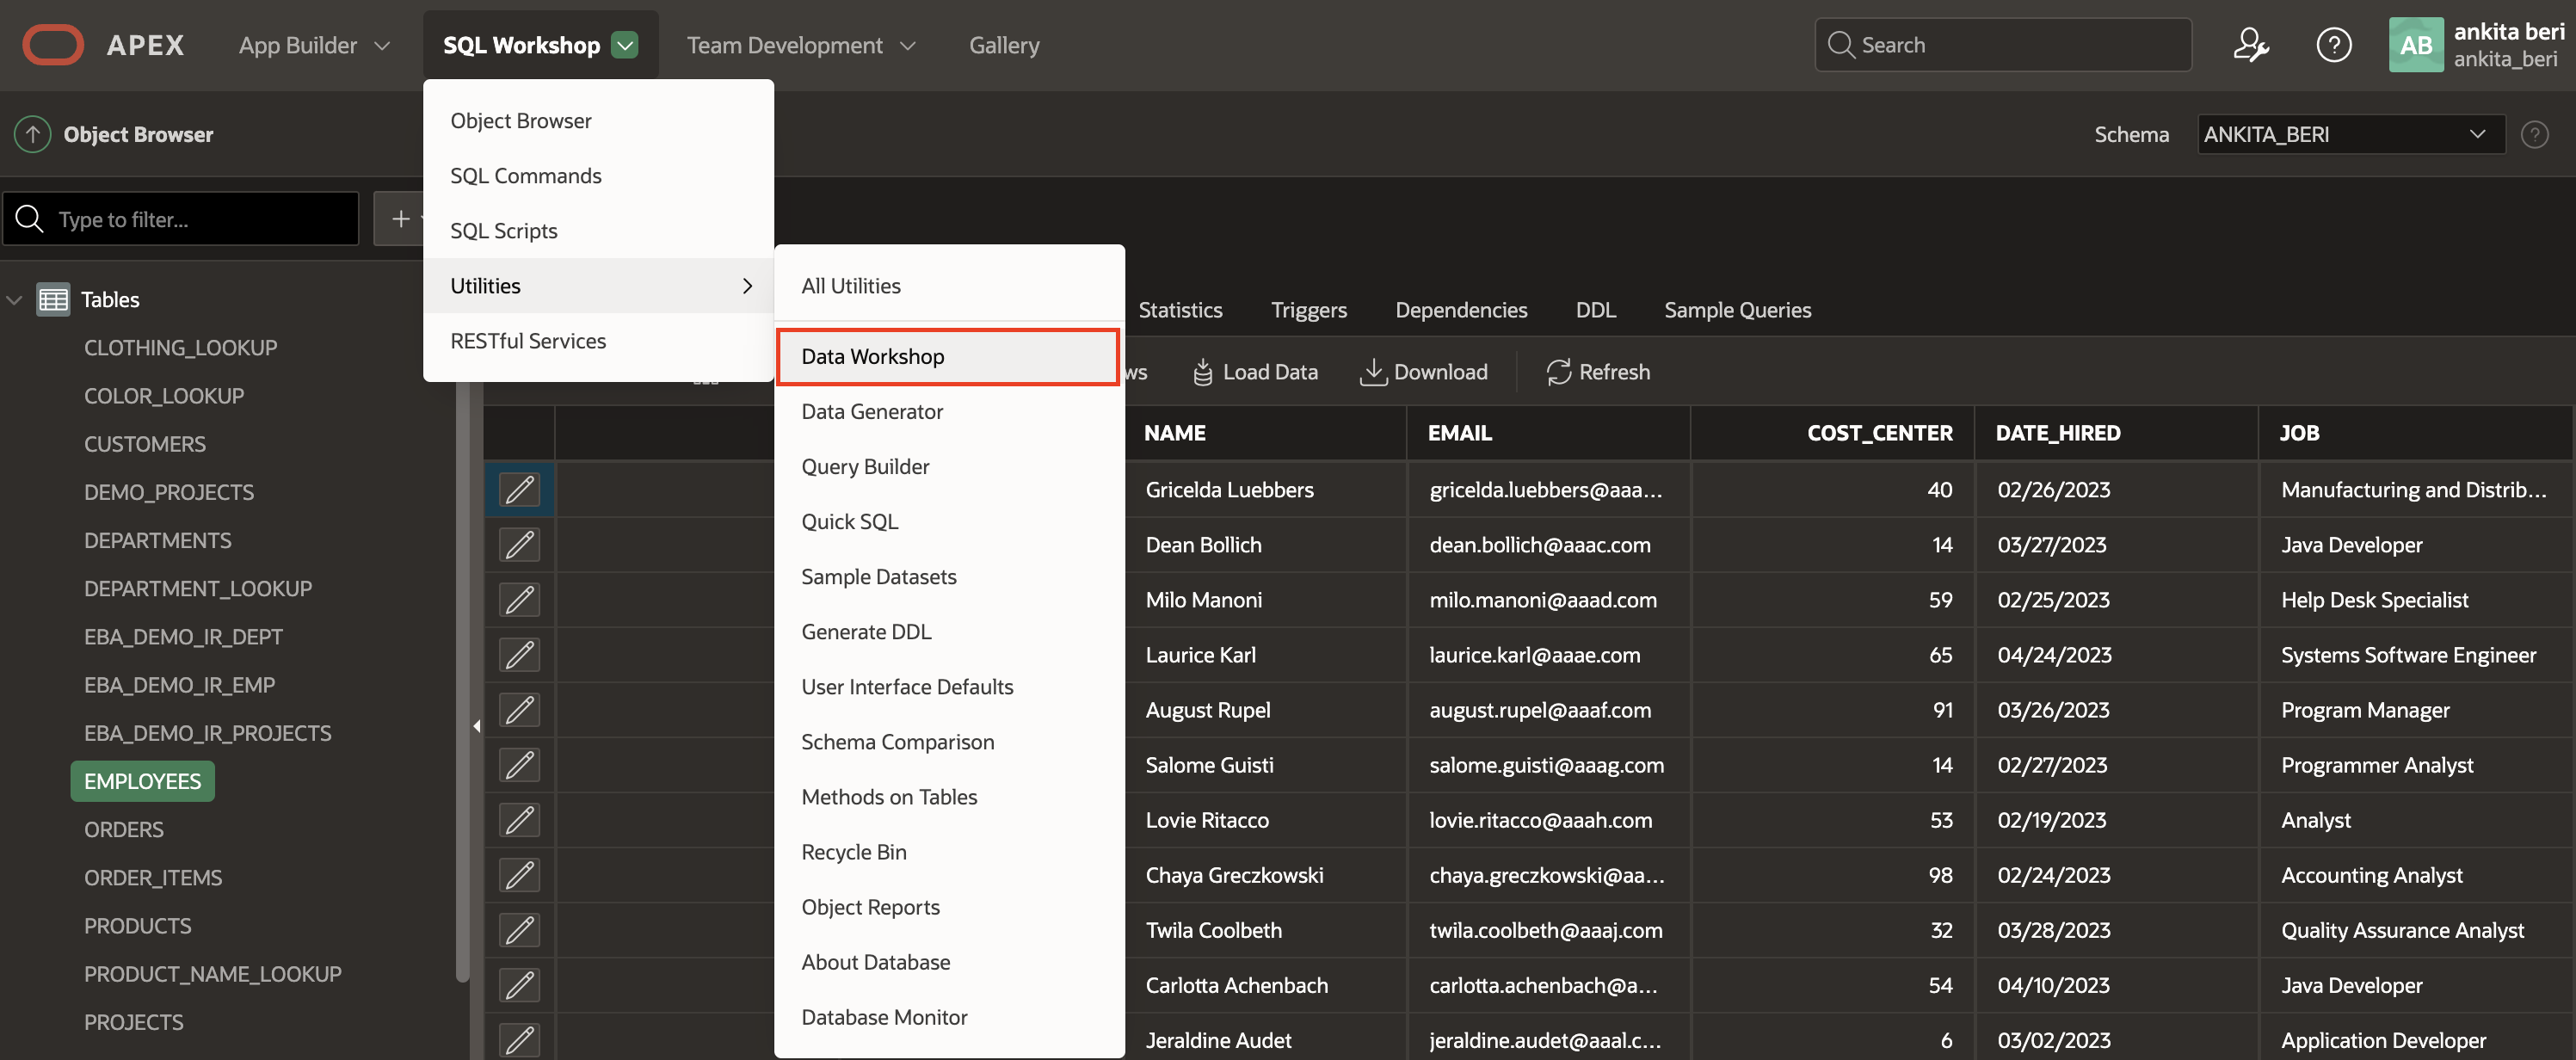 APEX App Builder SQL Workshop Team Development Gallery Search AB ankita beri
ankita_beri
Object Browser Schema ANKITA_BERI
Type to filter...
Tables
CLOTHING_LOOKUP
COLOR_LOOKUP
CUSTOMERS
DEMO_PROJECTS
DEPARTMENTS
DEPARTMENT_LOOKUP
EBA_DEMO_IR_DEPT
EBA_DEMO_IR_EMP
EBA_DEMO_IR_PROJECTS
EMPLOYEES
ORDERS
ORDER_ITEMS
PRODUCTS
PRODUCT_NAME_LOOKUP
PROJECTS
Object Browser
SQL Commands
SQL Scripts
Utilities
RESTful Services
All Utilities
Data Workshop
Data Generator
Query Builder
Quick SQL
Sample Datasets
Generate DDL
User Interface Defaults
Schema Comparison
Methods on Tables
Recycle Bin
Object Reports
About Database
Database Monitor
Statistics Triggers Dependencies DDL Sample Queries
ws Load Data Download Refresh
NAME EMAIL COST_CENTER DATE_HIRED JOB
Gricelda Luebbers gricelda.luebbers@aaa... 40 02/26/2023 Manufacturing and Distrib...
Dean Bollich dean.bollich@aaac.com 14 03/27/2023 Java Developer
Milo Manoni milo.manoni@aaad.com 59 02/25/2023 Help Desk Specialist
Laurice Karl laurice.karl@aaae.com 65 04/24/2023 Systems Software Engineer
August Rupel august.rupel@aaaf.com 91 03/26/2023 Program Manager
Salome Guisti salome.guisti@aaag.com 14 02/27/2023 Programmer Analyst
Lovie Ritacco lovie.ritacco@aaah.com 53 02/19/2023 Analyst
Chaya Greczkowski chaya.greczkowski@aa... 98 02/24/2023 Accounting Analyst
Twila Coolbeth twila.coolbeth@aaaj.com 32 03/28/2023 Quality Assurance Analyst
Carlotta Achenbach carlotta.achenbach@a... 54 04/10/2023 Java Developer
Jeraldine Audet jeraldine.audet@aaal.c... 6 03/02/2023 Application Developer